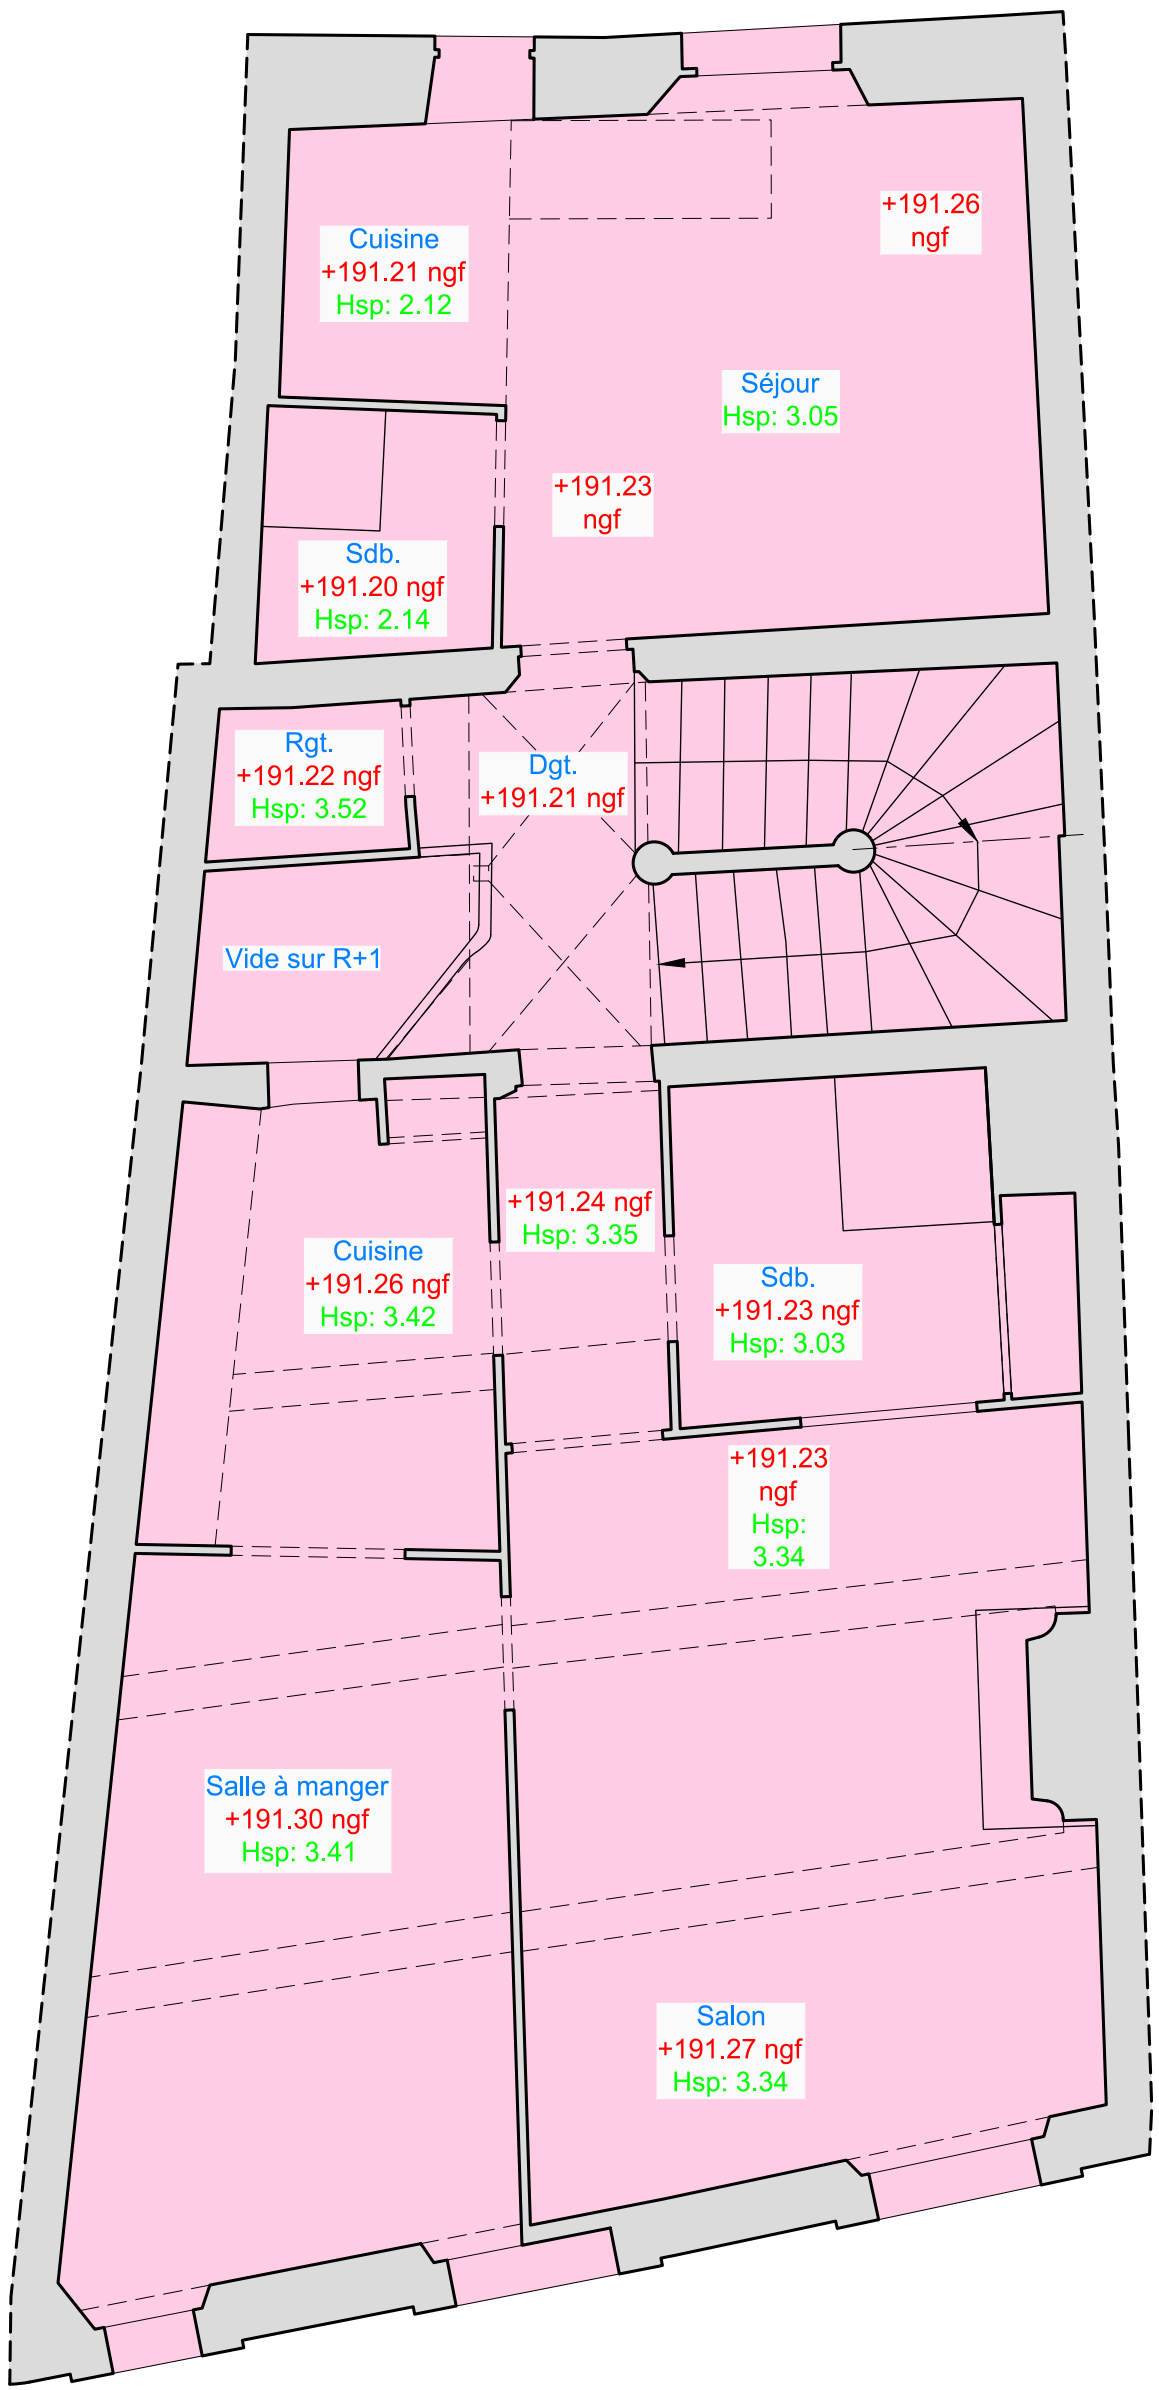 +191.26
ngf
Cuisine
+191.21 ngf
Hsp: 2.12
Séjour
Hsp: 3.05
+191.23
ngf
Sdb.
+191.20 ngf
Hsp: 2.14
Rgt.
+191.22 ngf
Hsp: 3.52
Dgt.
+191.21 ngf
Vide sur R+1
+191.24 ngf
Hsp: 3.35
Cuisine
+191.26 ngf
Hsp: 3.42
Sdb.
+191.23 ngf
Hsp: 3.03
+191.23
ngf
Hsp:
3.34
Salle à manger
+191.30 ngf
Hsp: 3.41
Salon
+191.27 ngf
Hsp: 3.34